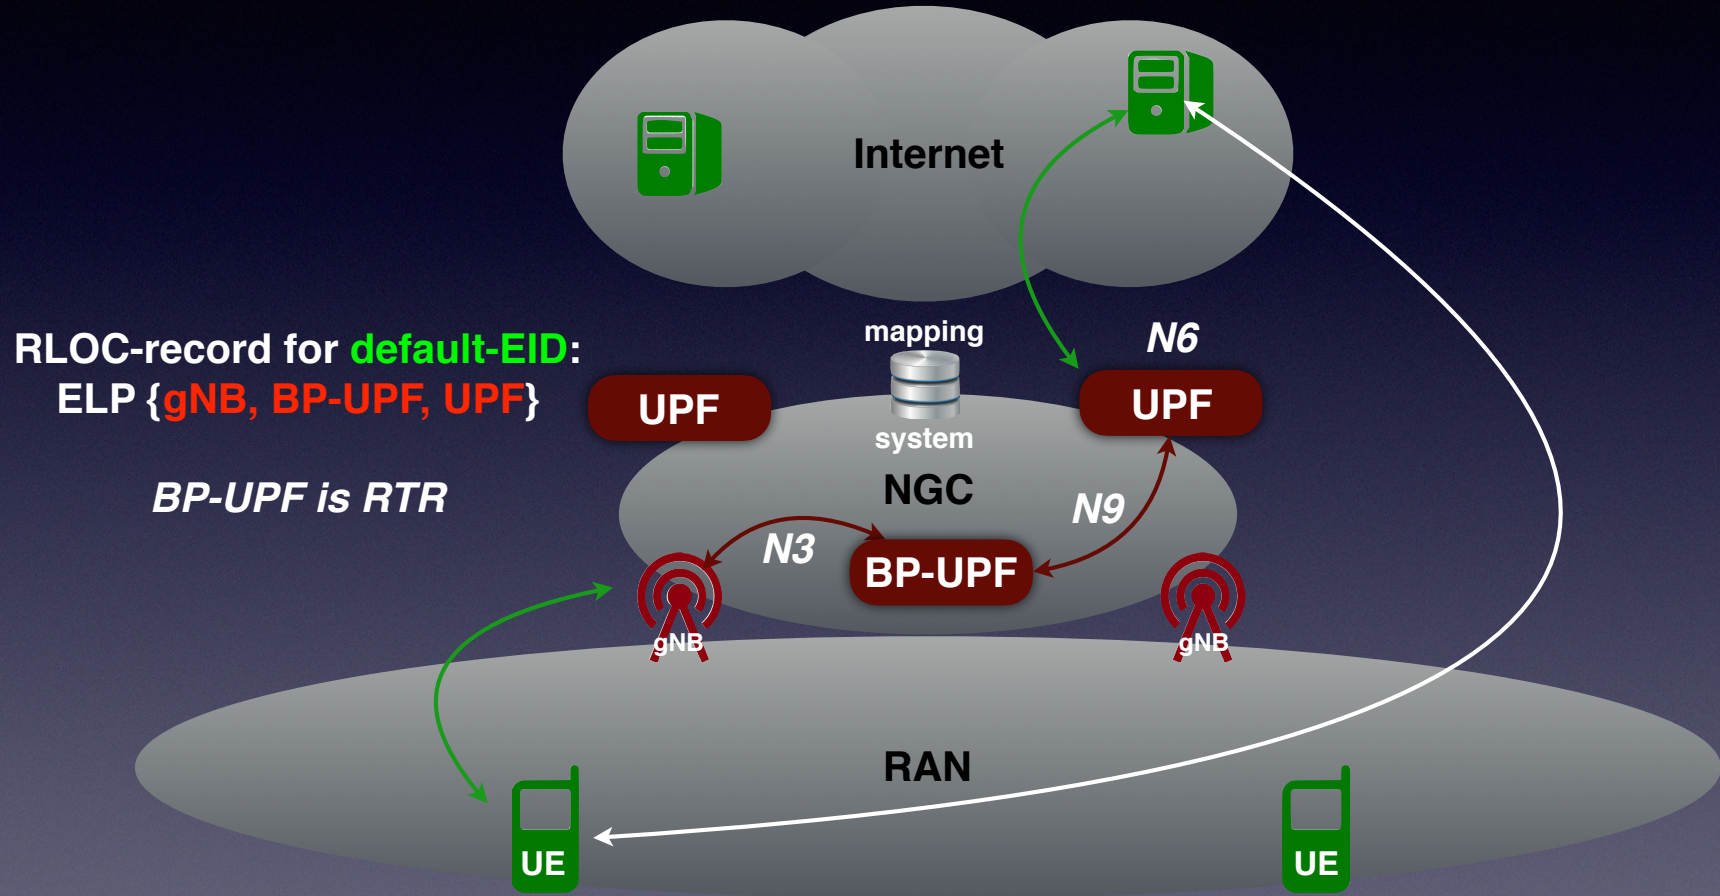 Internet
mapping
system
N6
RLOC-record for default-EID:
ELP {gNB, BP-UPF, UPF}
UPF
UPF
BP-UPF is RTR
NGC
N9
N3
BP-UPF
gNB
gNB
RAN
UE
UE